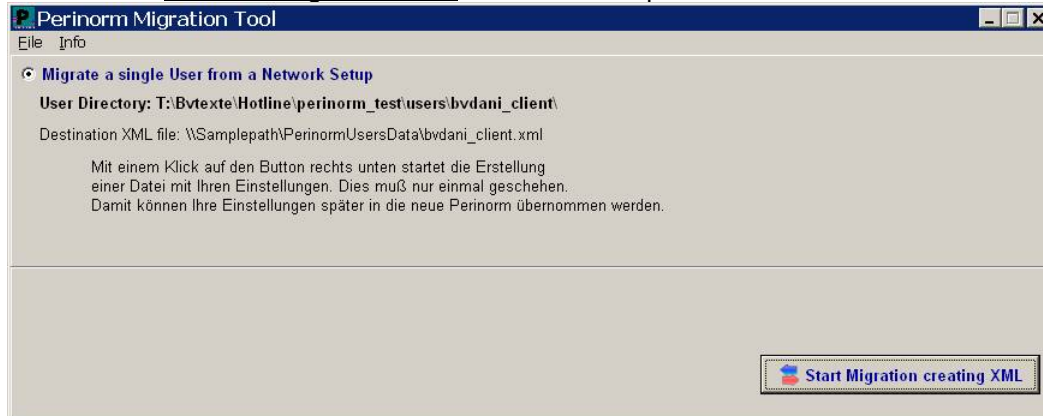 Perinorm Migration Tool
File Info
Migrate a single User from a Network Setup
User Directory: T:\Bvtexte\Hotline\perinorm_test\users\bvdani_client\
Destination XML file: \\Samplepath\PerinormUsersData\bvdani_client.xml
Mit einem Klick auf den Button rechts unten startet die Erstellung
einer Datei mit Ihren Einstellungen. Dies muß nur einmal geschehen.
Damit können Ihre Einstellungen später in die neue Perinorm übernommen werden.
Start Migration creating XML